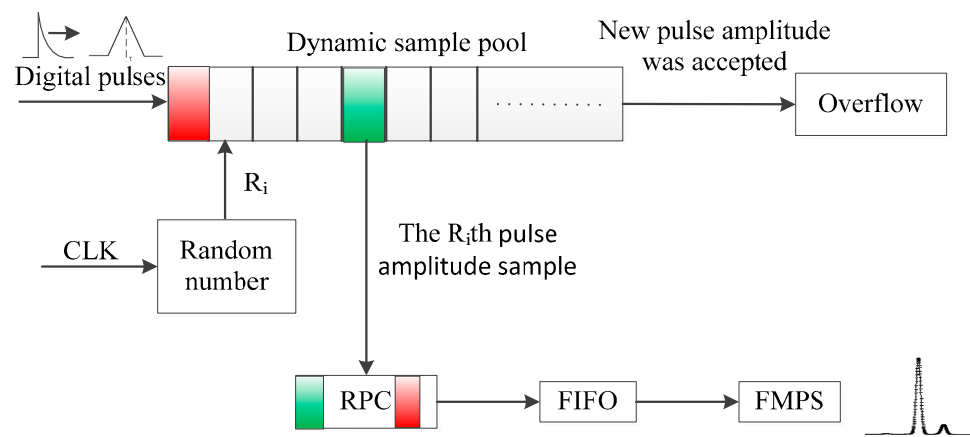 Dynamic sample pool
New pulse amplitude
was accepted
Digital pulses
Overflow
Rᵢ
CLK
Random
number
The Rᵢth pulse
amplitude sample
RPC
FIFO
FMPS